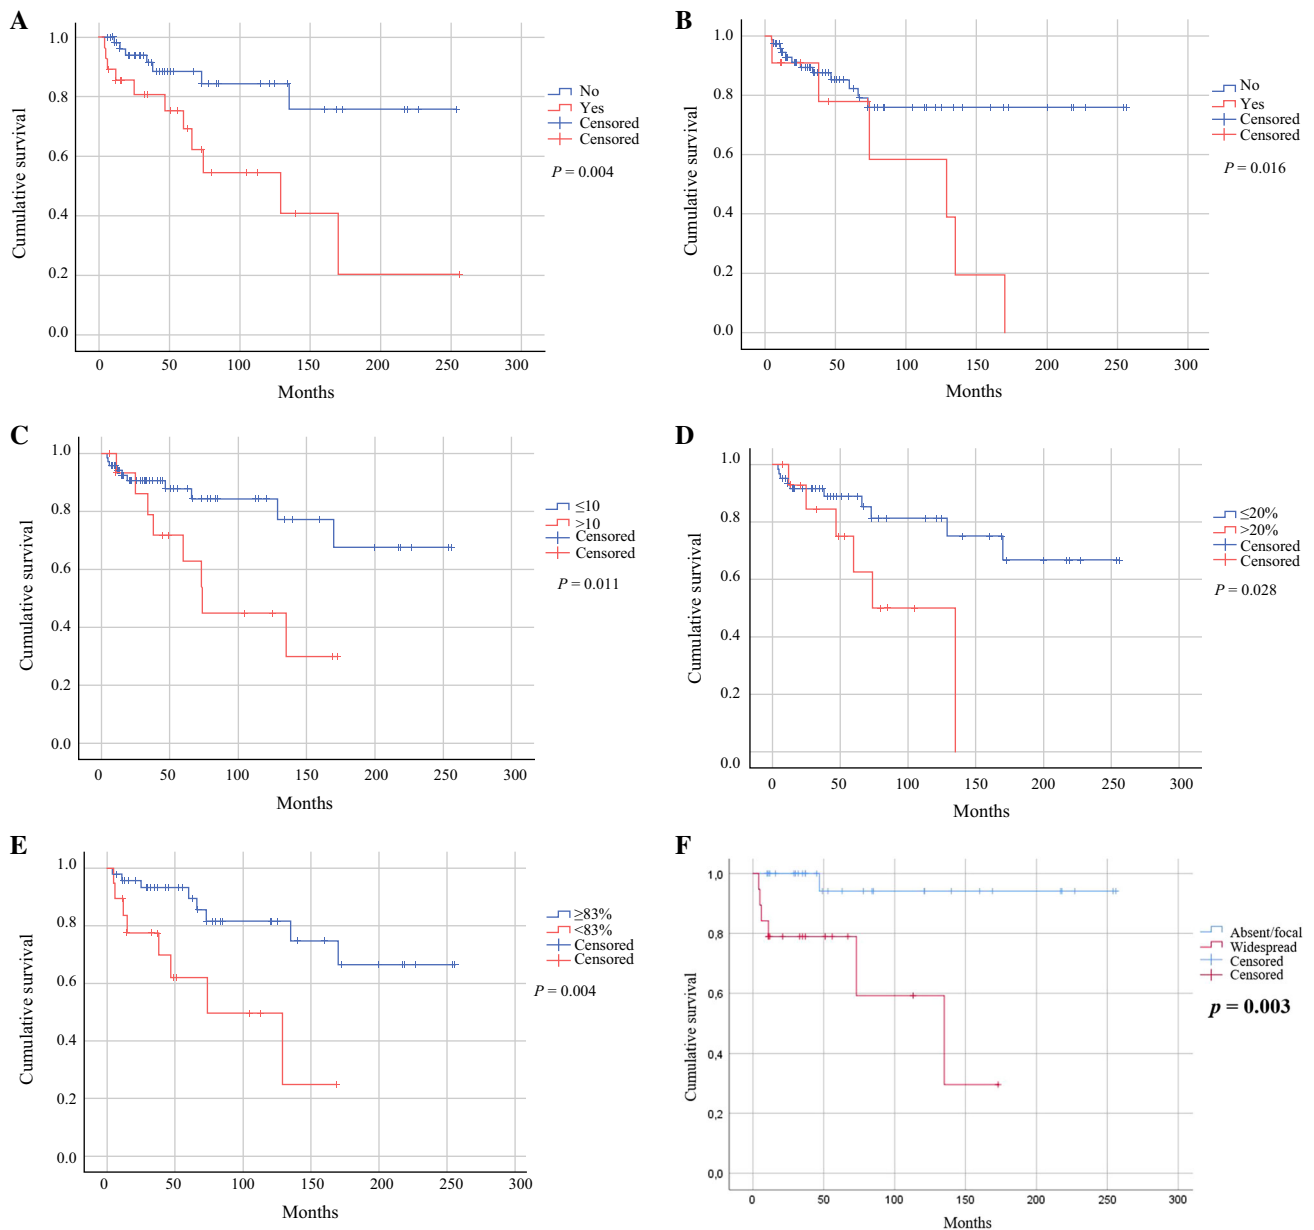 A
Cumulative survival
1.0
0.8
0.6
0.4
0.2
0.0
0 50 100 150 200 250 300
Months
No
Yes
Censored
Censored
P = 0.004
B
Cumulative survival
1.0
0.8
0.6
0.4
0.2
0.0
0 50 100 150 200 250 300
Months
No
Yes
Censored
Censored
P = 0.016
C
Cumulative survival
1.0
0.8
0.6
0.4
0.2
0.0
0 50 100 150 200 250 300
Months
≤10
>10
Censored
Censored
P = 0.011
D
Cumulative survival
1.0
0.8
0.6
0.4
0.2
0.0
0 50 100 150 200 250 300
Months
≤20%
>20%
Censored
Censored
P = 0.028
E
Cumulative survival
1.0
0.8
0.6
0.4
0.2
0.0
0 50 100 150 200 250 300
Months
≥83%
<83%
Censored
Censored
P = 0.004
F
Cumulative survival
1,0
0,8
0,6
0,4
0,2
0,0
0 50 100 150 200 250 300
Months
Absent/focal
Widespread
Censored
Censored
p = 0.003